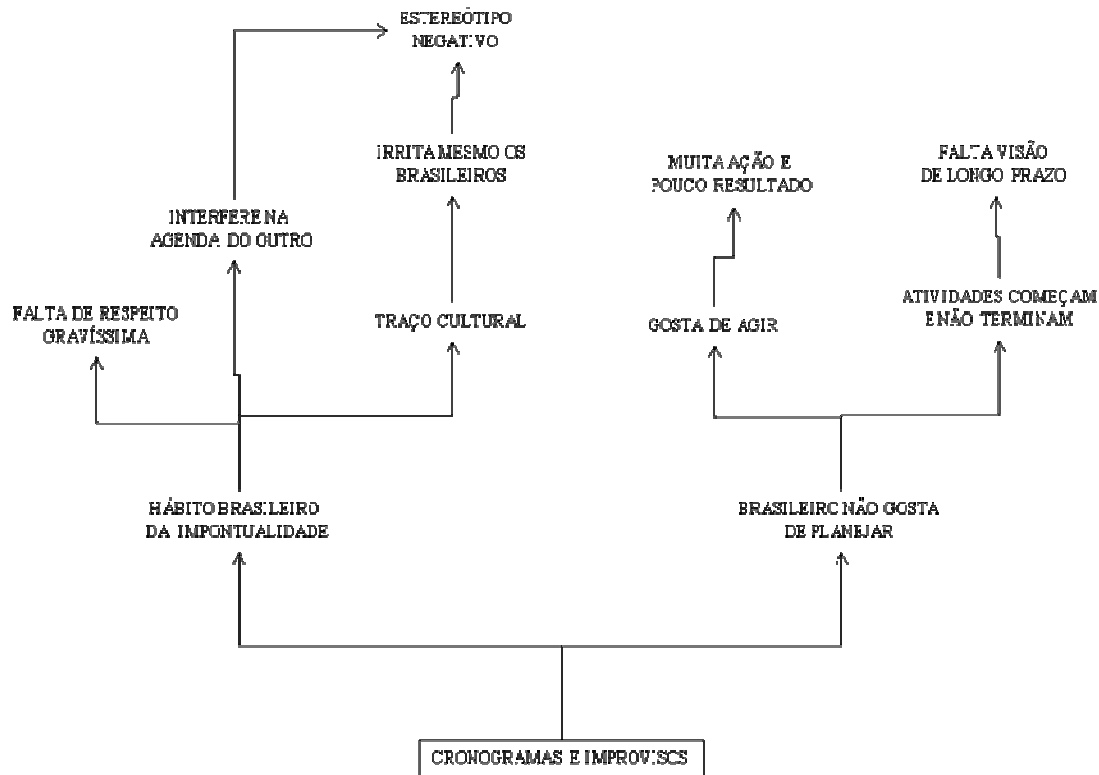 ESTEREÓTIPO
NEGATIVO
IRRITA MESMO OS
BRASILEIROS
MUITA AÇÃO E
POUCO RESULTADO
FALTA VISÃO
DE LONGO PRAZO
INTERFERE NA
AGENDA DO OUTRO
FALTA DE RESPEITO
GRAVÍSSIMA
TRAÇO CULTURAL
GOSTA DE AGIR
ATIVIDADES COMEÇAM
E NÃO TERMINAM
HÁBITO BRASILEIRO
DA IMPONTUALIDADE
BRASILEIRO NÃO GOSTA
DE PLANEJAR
CRONOGRAMAS E IMPROVISOS